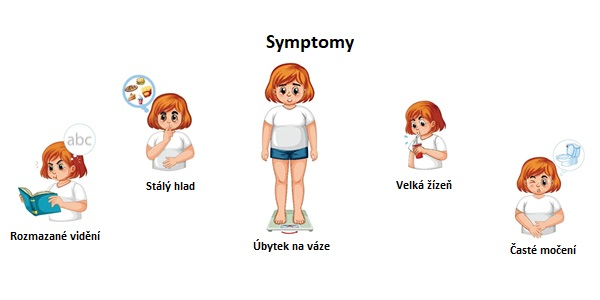 Symptomy
abc
Rozmazané vidění
Stálý hlad
Úbytek na váze
Velká žízeň
Časté močení